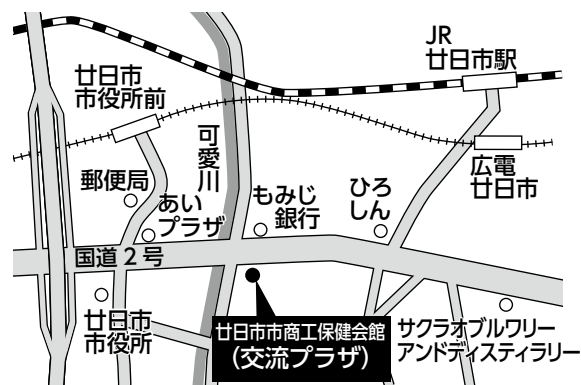 JR
廿日市駅
廿日市
市役所前
可愛川
広電
廿日市
郵便局
あい
プラザ
もみじ
銀行
ひろ
しん
国道2号
廿日市
市役所
廿日市市商工保健会館
(交流プラザ)
サクラオブルワリー
アンドディスティラリー